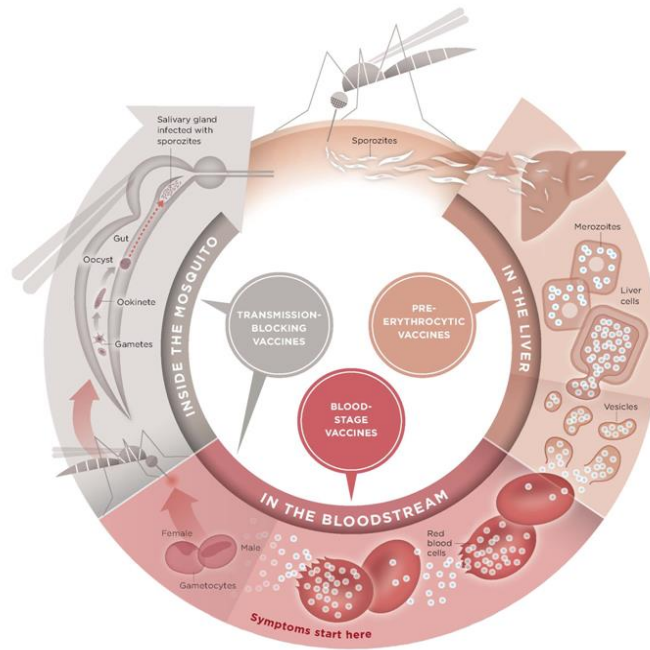 Salivary gland
infected with
sporozites
Sporozites
Gut
Oocyst
Ookinete
Gametes
INSIDE THE MOSQUITO
TRANSMISSION-
BLOCKING
VACCINES
PRE-
ERYTHROCYTIC
VACCINES
BLOOD-
STAGE
VACCINES
IN THE LIVER
Merozoites
Liver
cells
Vesicles
IN THE BLOODSTREAM
Female
Male
Gametocytes
Red
blood
cells
Symptoms start here